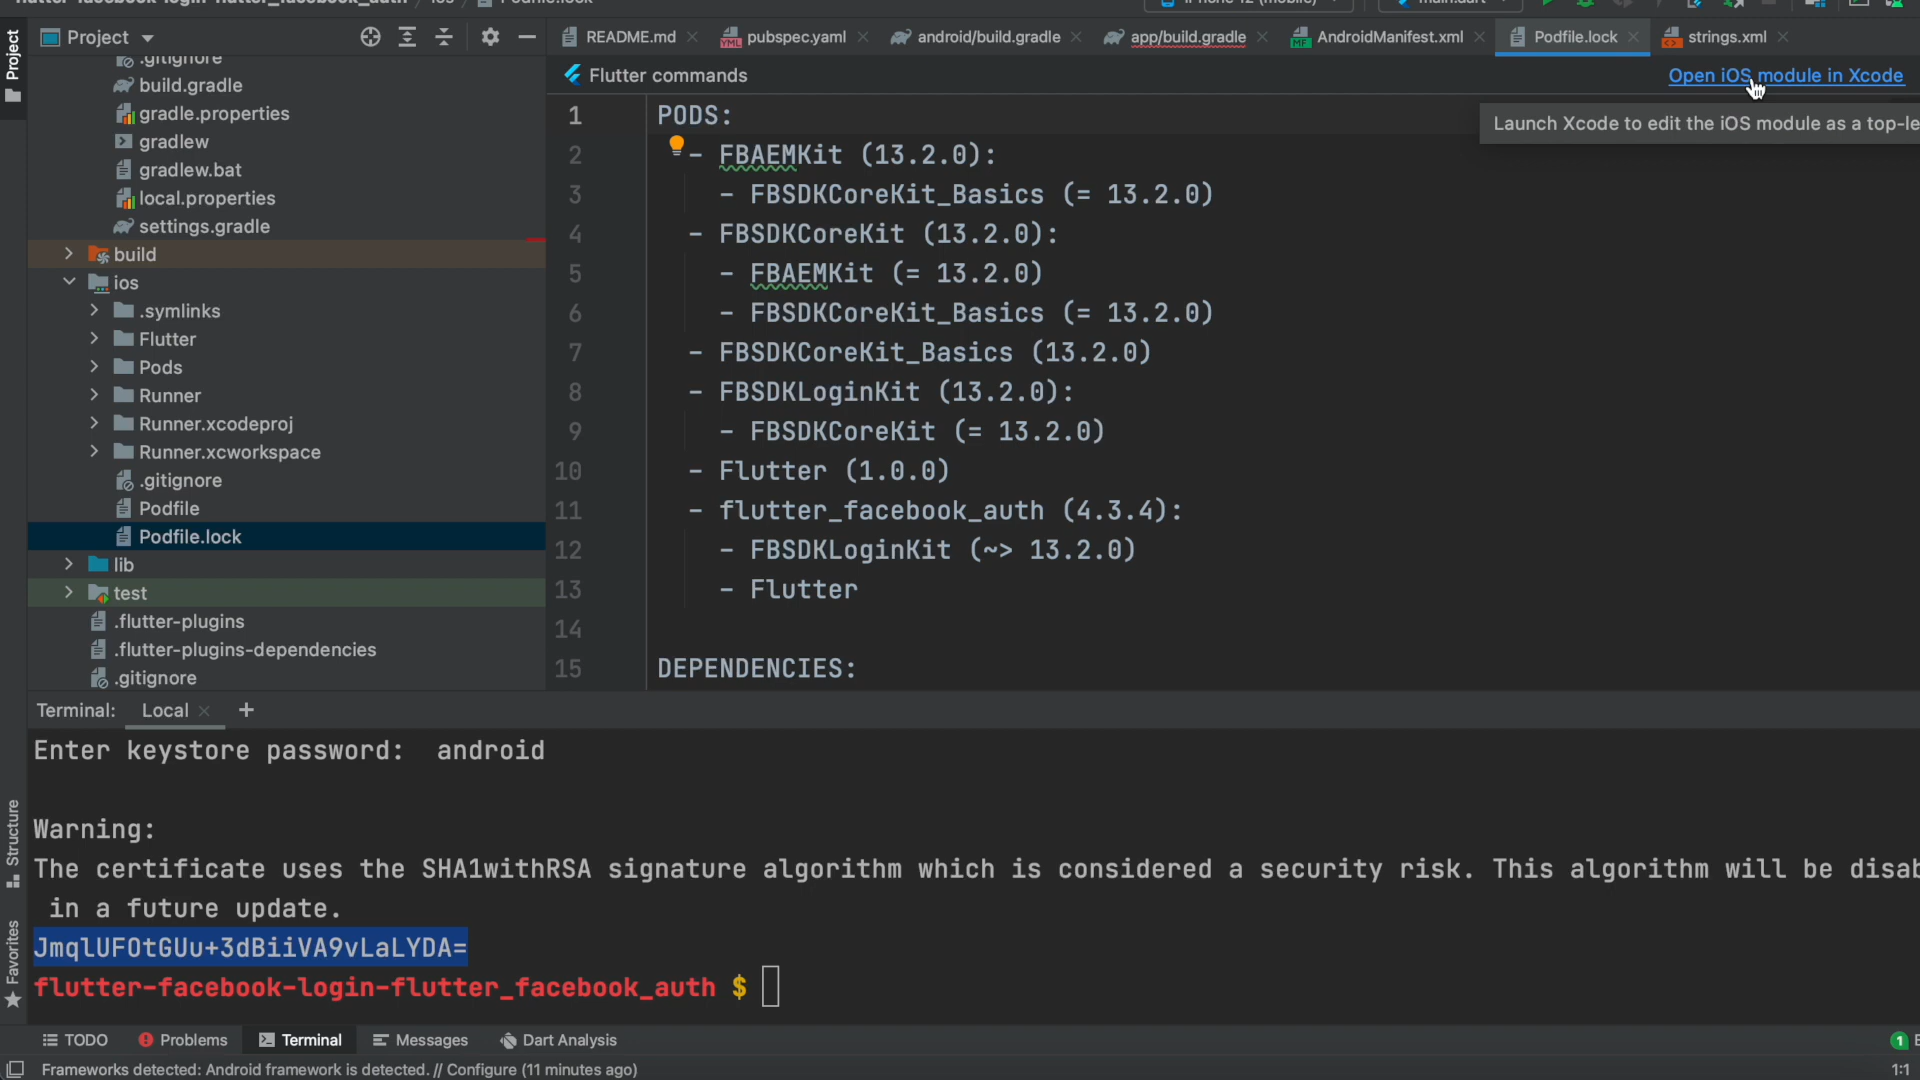 Project
README.md
pubspec.yaml
android/build.gradle
app/build.gradle
AndroidManifest.xml
Podfile.lock
strings.xml
Project
Flutter commands
Open iOS module in Xcode
Launch Xcode to edit the iOS module as a top-le
.gitignore
build.gradle
gradle.properties
gradlew
gradlew.bat
local.properties
settings.gradle
build
ios
.symlinks
Flutter
Pods
Runner
Runner.xcodeproj
Runner.xcworkspace
.gitignore
Podfile
Podfile.lock
lib
test
.flutter-plugins
.flutter-plugins-dependencies
.gitignore
1 PODS:
2 - FBAEMKit (13.2.0):
3 - FBSDKCoreKit_Basics (= 13.2.0)
4 - FBSDKCoreKit (13.2.0):
5 - FBAEMKit (= 13.2.0)
6 - FBSDKCoreKit_Basics (= 13.2.0)
7 - FBSDKCoreKit_Basics (13.2.0)
8 - FBSDKLoginKit (13.2.0):
9 - FBSDKCoreKit (= 13.2.0)
10 - Flutter (1.0.0)
11 - flutter_facebook_auth (4.3.4):
12 - FBSDKLoginKit (~> 13.2.0)
13 - Flutter
14
15 DEPENDENCIES:
Terminal: Local +
Enter keystore password:  android
Warning:
The certificate uses the SHA1withRSA signature algorithm which is considered a security risk. This algorithm will be disab
in a future update.
JmqlUFOtGUu+3dBiiVA9vLaLYDA=
flutter-facebook-login-flutter_facebook_auth $
Structure
Favorites
TODO
Problems
Terminal
Messages
Dart Analysis
1
Frameworks detected: Android framework is detected. // Configure (11 minutes ago)
1:1